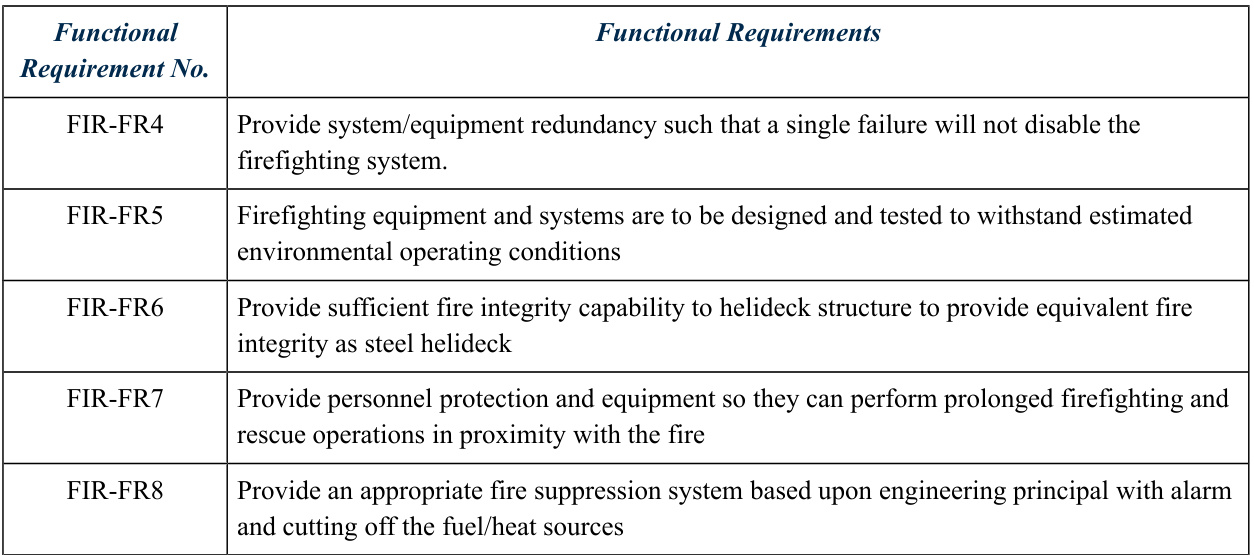 Functional
Requirement No.
Functional Requirements
FIR-FR4
Provide system/equipment redundancy such that a single failure will not disable the
firefighting system.
FIR-FR5
Firefighting equipment and systems are to be designed and tested to withstand estimated
environmental operating conditions
FIR-FR6
Provide sufficient fire integrity capability to helideck structure to provide equivalent fire
integrity as steel helideck
FIR-FR7
Provide personnel protection and equipment so they can perform prolonged firefighting and
rescue operations in proximity with the fire
FIR-FR8
Provide an appropriate fire suppression system based upon engineering principal with alarm
and cutting off the fuel/heat sources